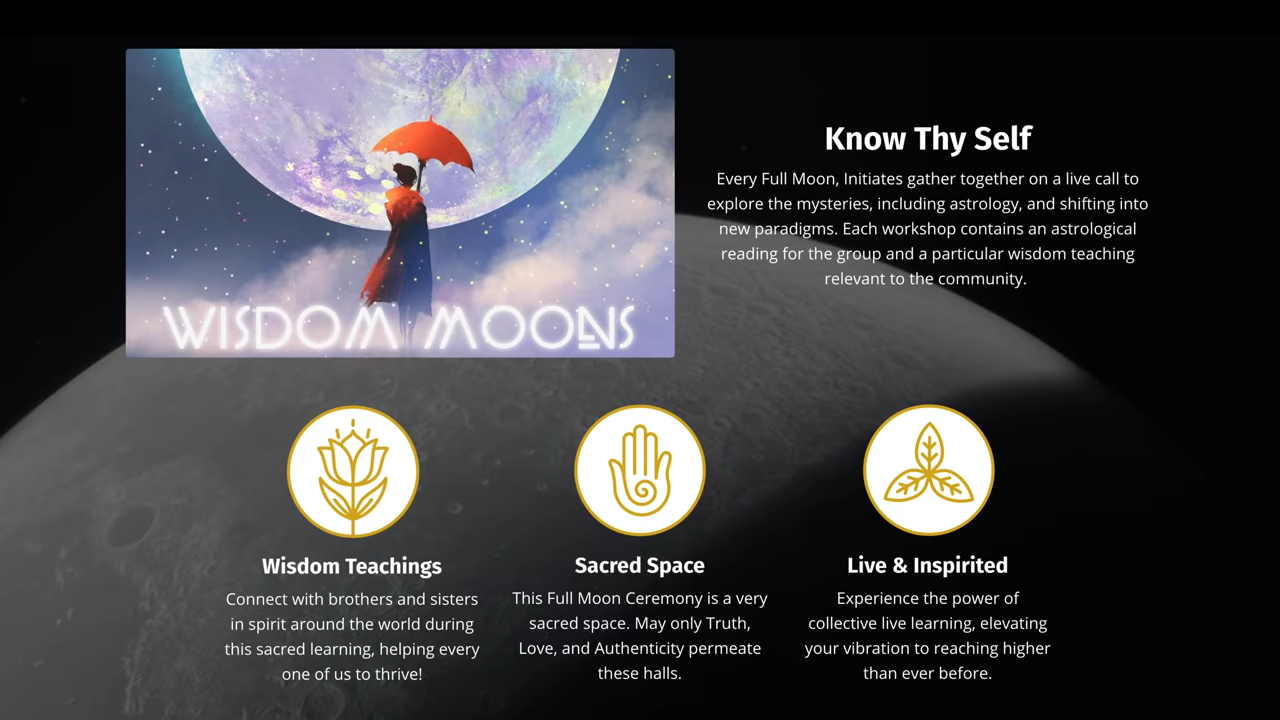 WISDOM MOONS
Know Thy Self
Every Full Moon, Initiates gather together on a live call to
explore the mysteries, including astrology, and shifting into
new paradigms. Each workshop contains an astrological
reading for the group and a particular wisdom teaching
relevant to the community.
Wisdom Teachings
Connect with brothers and sisters
in spirit around the world during
this sacred learning, helping every
one of us to thrive!
Sacred Space
This Full Moon Ceremony is a very
sacred space. May only Truth,
Love, and Authenticity permeate
these halls.
Live & Inspirited
Experience the power of
collective live learning, elevating
your vibration to reaching higher
than ever before.